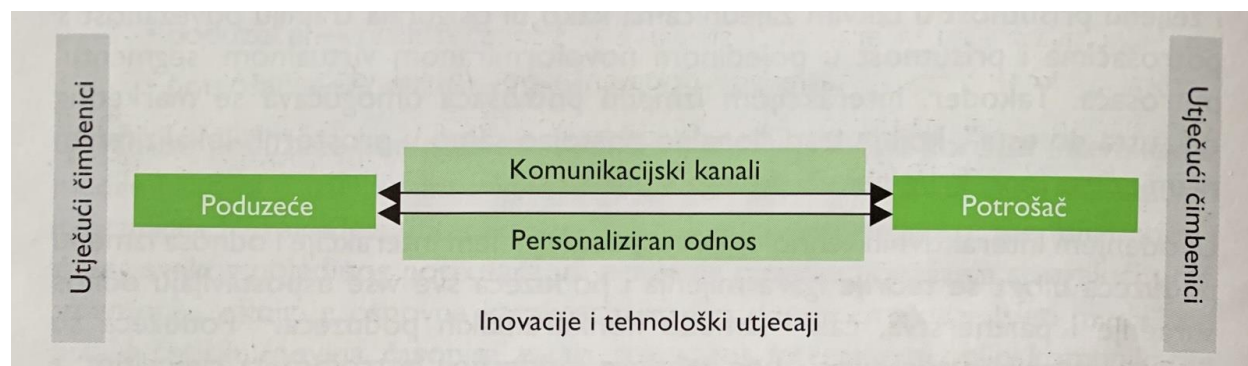 Utječući čimbenici
Poduzeće
Komunikacijski kanali
Personaliziran odnos
Potrošač
Utječući čimbenici
Inovacije i tehnološki utjecaji